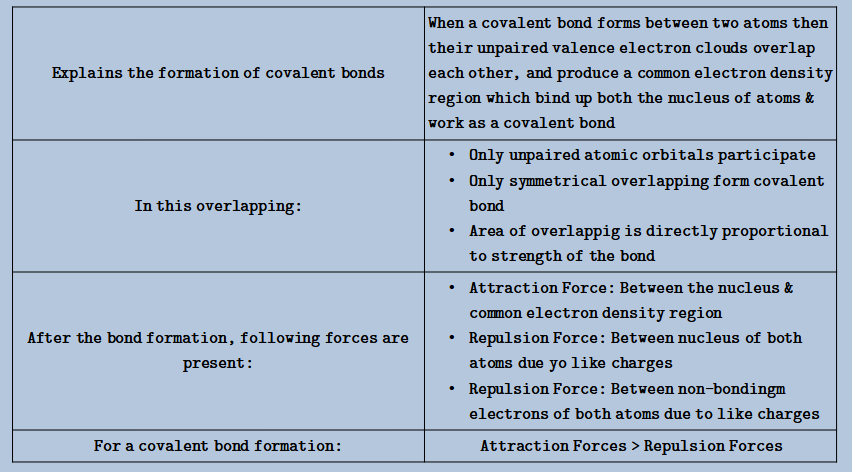 Explains the formation of covalent bonds
When a covalent bond forms between two atoms then
their unpaired valence electron clouds overlap
each other, and produce a common electron density
region which bind up both the nucleus of atoms &
work as a covalent bond
In this overlapping:
• Only unpaired atomic orbitals participate
• Only symmetrical overlapping form covalent
bond
• Area of overlappig is directly proportional
to strength of the bond
After the bond formation, following forces are
present:
• Attraction Force: Between the nucleus &
common electron density region
• Repulsion Force: Between nucleus of both
atoms due yo like charges
• Repulsion Force: Between non-bondingm
electrons of both atoms due to like charges
For a covalent bond formation:
Attraction Forces > Repulsion Forces